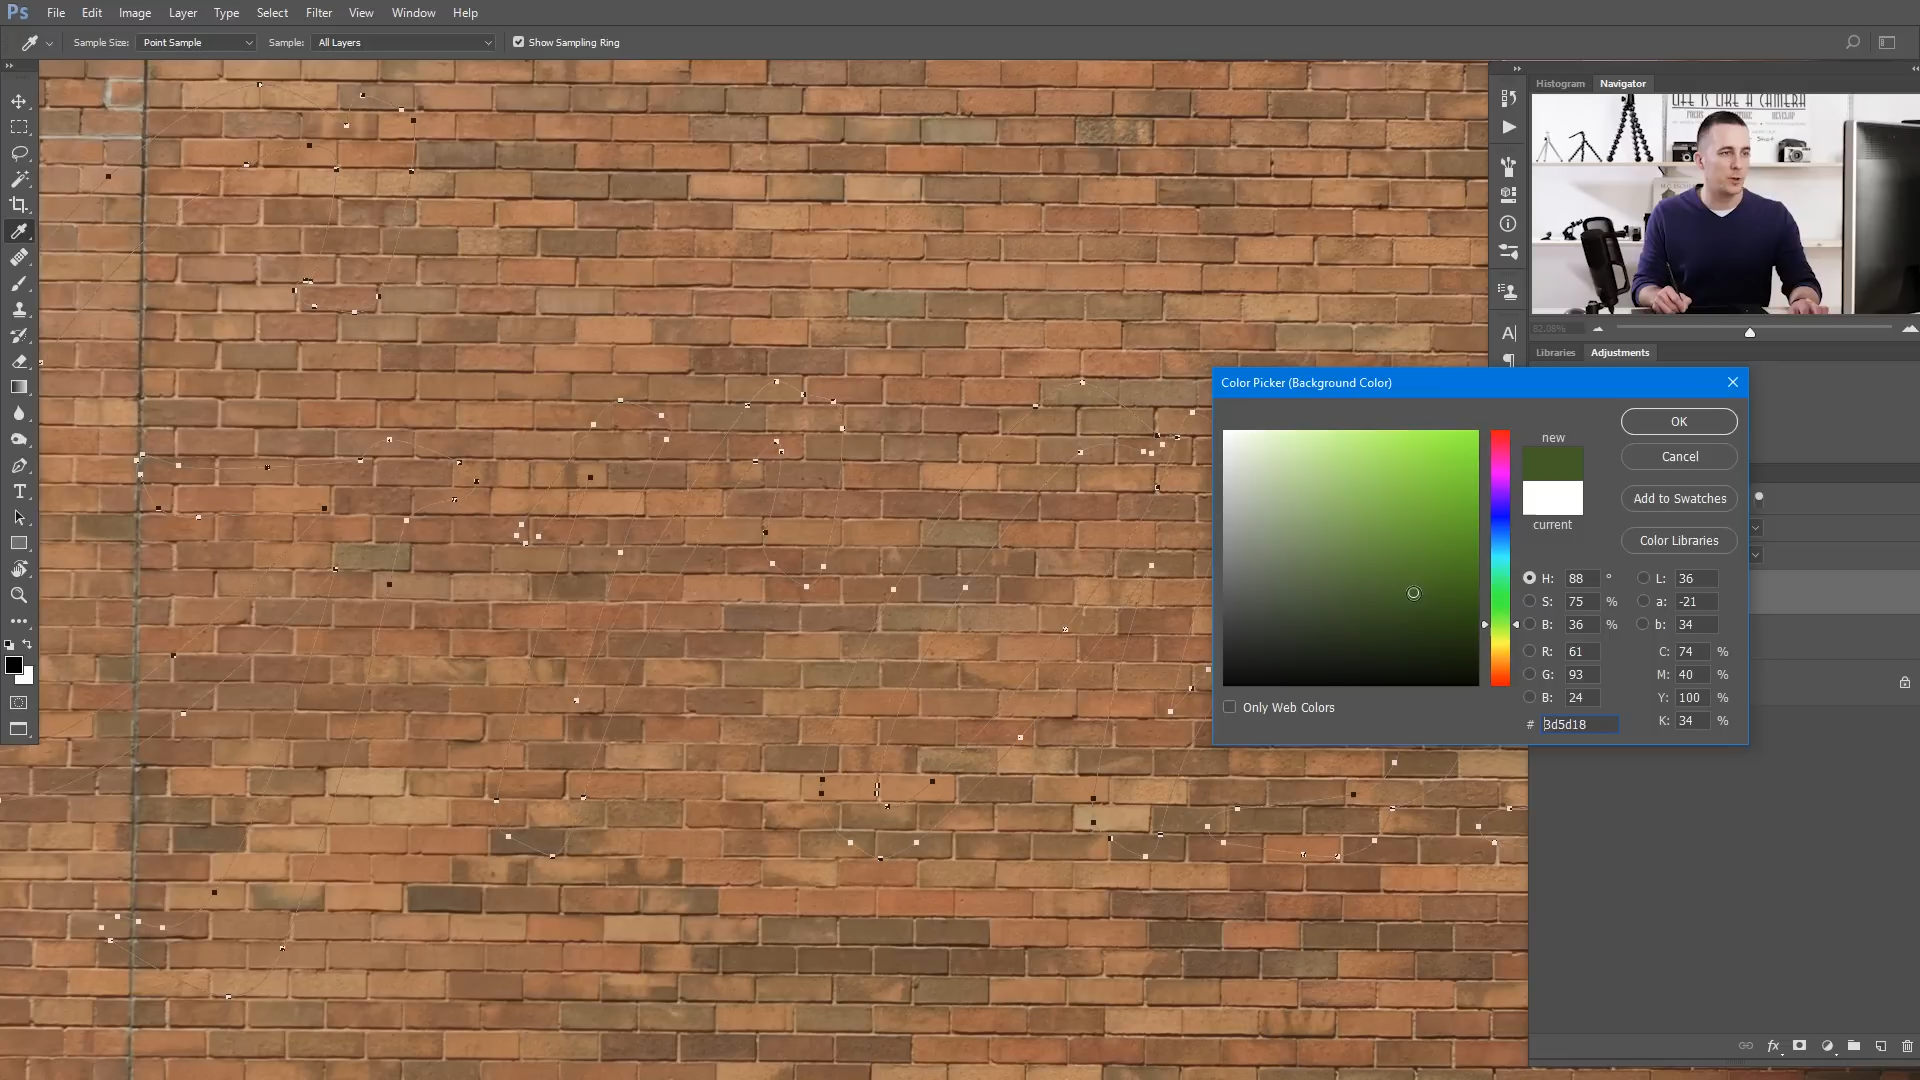 Ps File Edit Image Layer Type Select Filter View Window Help
Sample Size: Point Sample Sample: All Layers Show Sampling Ring
Histogram Navigator
LIFE IS LIKE A CAMERA
82.08%
Libraries Adjustments
Color Picker (Background Color)
OK
new
Cancel
Add to Swatches
current
Color Libraries
H: 88 ° L: 36
S: 75 % a: -21
B: 36 % b: 34
R: 61 C: 74 %
G: 93 M: 40 %
B: 24 Y: 100 %
Only Web Colors
# 3d5d18 K: 34 %